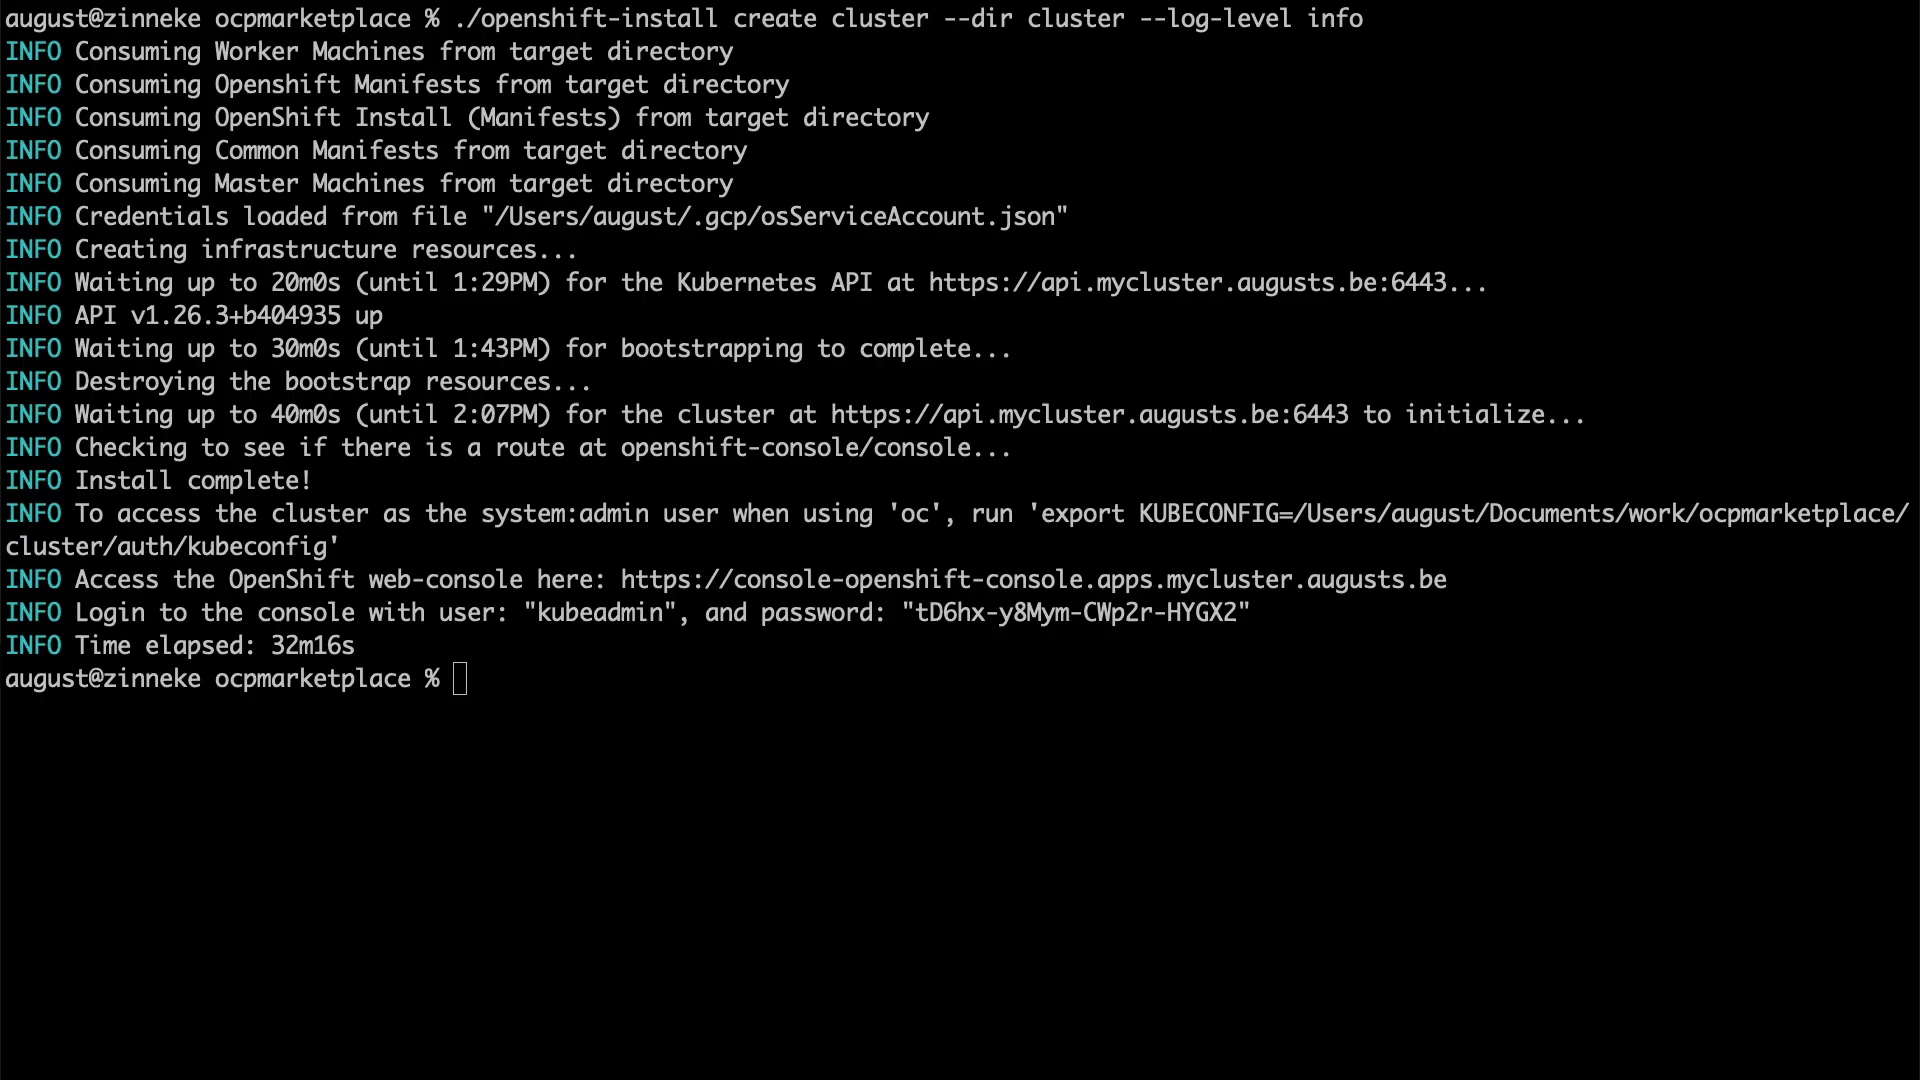 august@zinneke ocpmarketplace % ./openshift-install create cluster --dir cluster --log-level info
INFO Consuming Worker Machines from target directory
INFO Consuming Openshift Manifests from target directory
INFO Consuming OpenShift Install (Manifests) from target directory
INFO Consuming Common Manifests from target directory
INFO Consuming Master Machines from target directory
INFO Credentials loaded from file "/Users/august/.gcp/osServiceAccount.json"
INFO Creating infrastructure resources...
INFO Waiting up to 20m0s (until 1:29PM) for the Kubernetes API at https://api.mycluster.augusts.be:6443...
INFO API v1.26.3+b404935 up
INFO Waiting up to 30m0s (until 1:43PM) for bootstrapping to complete...
INFO Destroying the bootstrap resources...
INFO Waiting up to 40m0s (until 2:07PM) for the cluster at https://api.mycluster.augusts.be:6443 to initialize...
INFO Checking to see if there is a route at openshift-console/console...
INFO Install complete!
INFO To access the cluster as the system:admin user when using 'oc', run 'export KUBECONFIG=/Users/august/Documents/work/ocpmarketplace/
cluster/auth/kubeconfig'
INFO Access the OpenShift web-console here: https://console-openshift-console.apps.mycluster.augusts.be
INFO Login to the console with user: "kubeadmin", and password: "tD6hx-y8Mym-CWp2r-HYGX2"
INFO Time elapsed: 32m16s
august@zinneke ocpmarketplace %